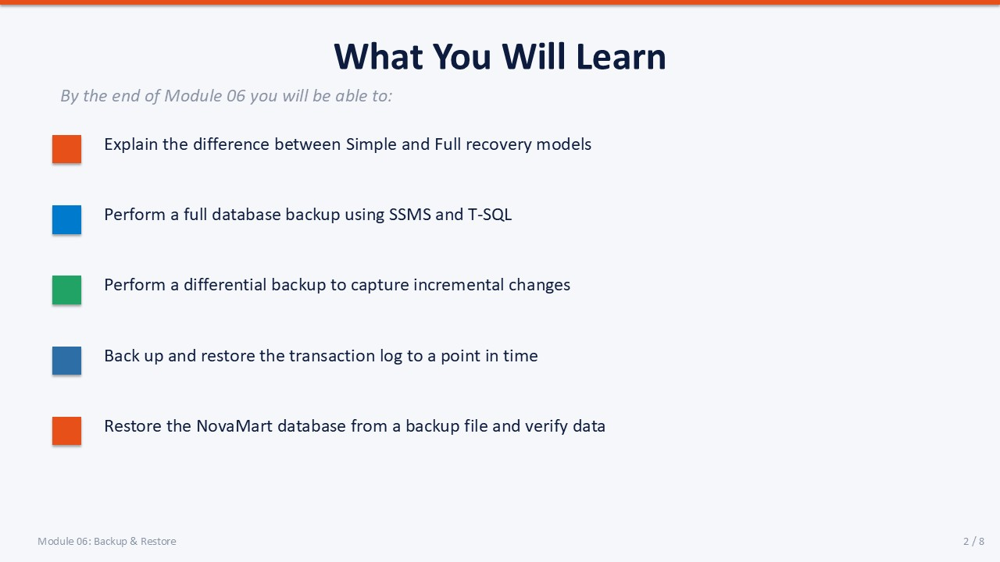 What You Will Learn
By the end of Module 06 you will be able to:
Explain the difference between Simple and Full recovery models
Perform a full database backup using SSMS and T-SQL
Perform a differential backup to capture incremental changes
Back up and restore the transaction log to a point in time
Restore the NovaMart database from a backup file and verify data
Module 06: Backup & Restore
2 / 8